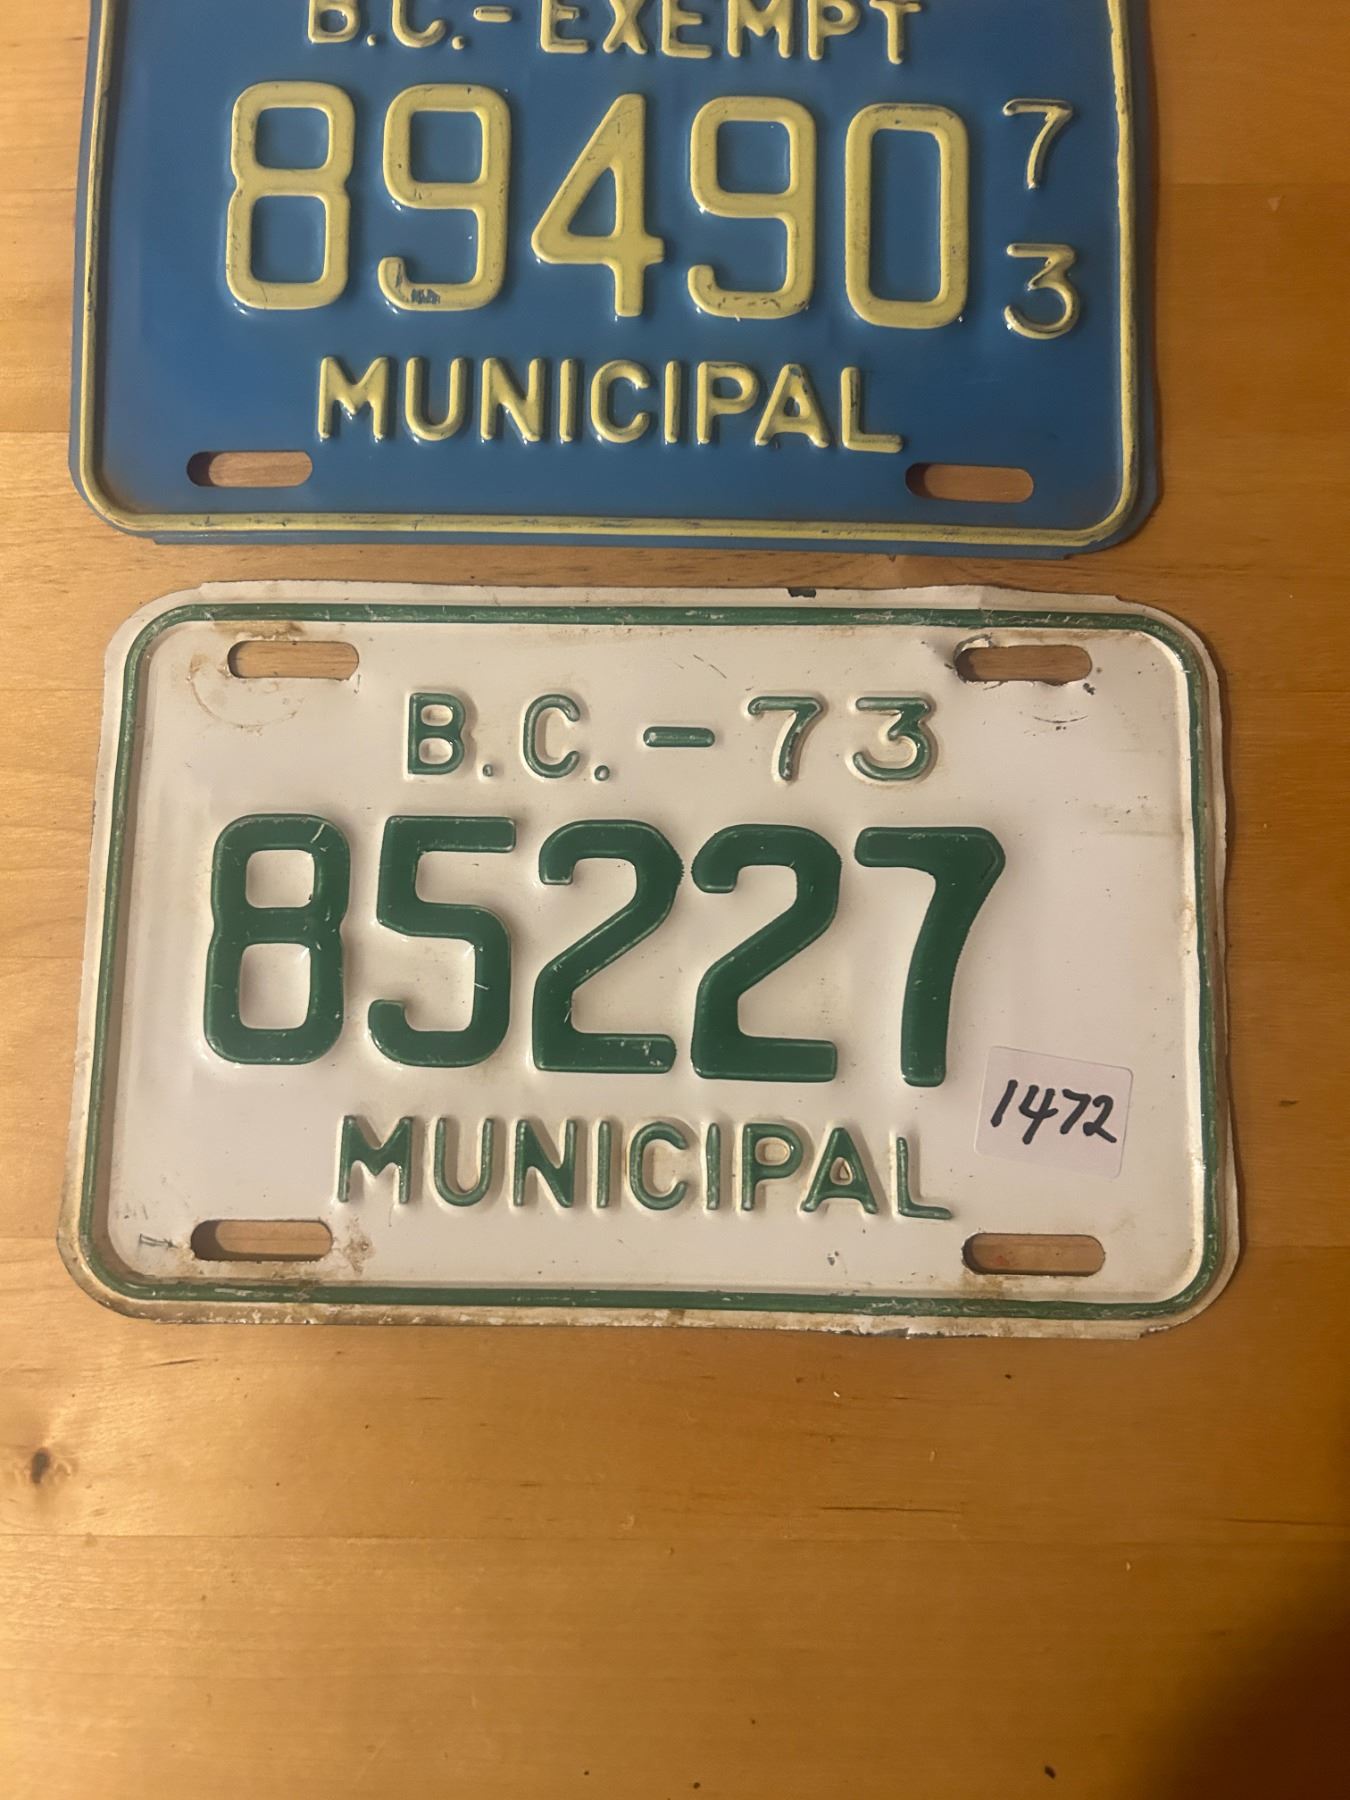 B.C.-EXEMPT
89490 73
MUNICIPAL
B.C.-73
85227
1472
MUNICIPAL